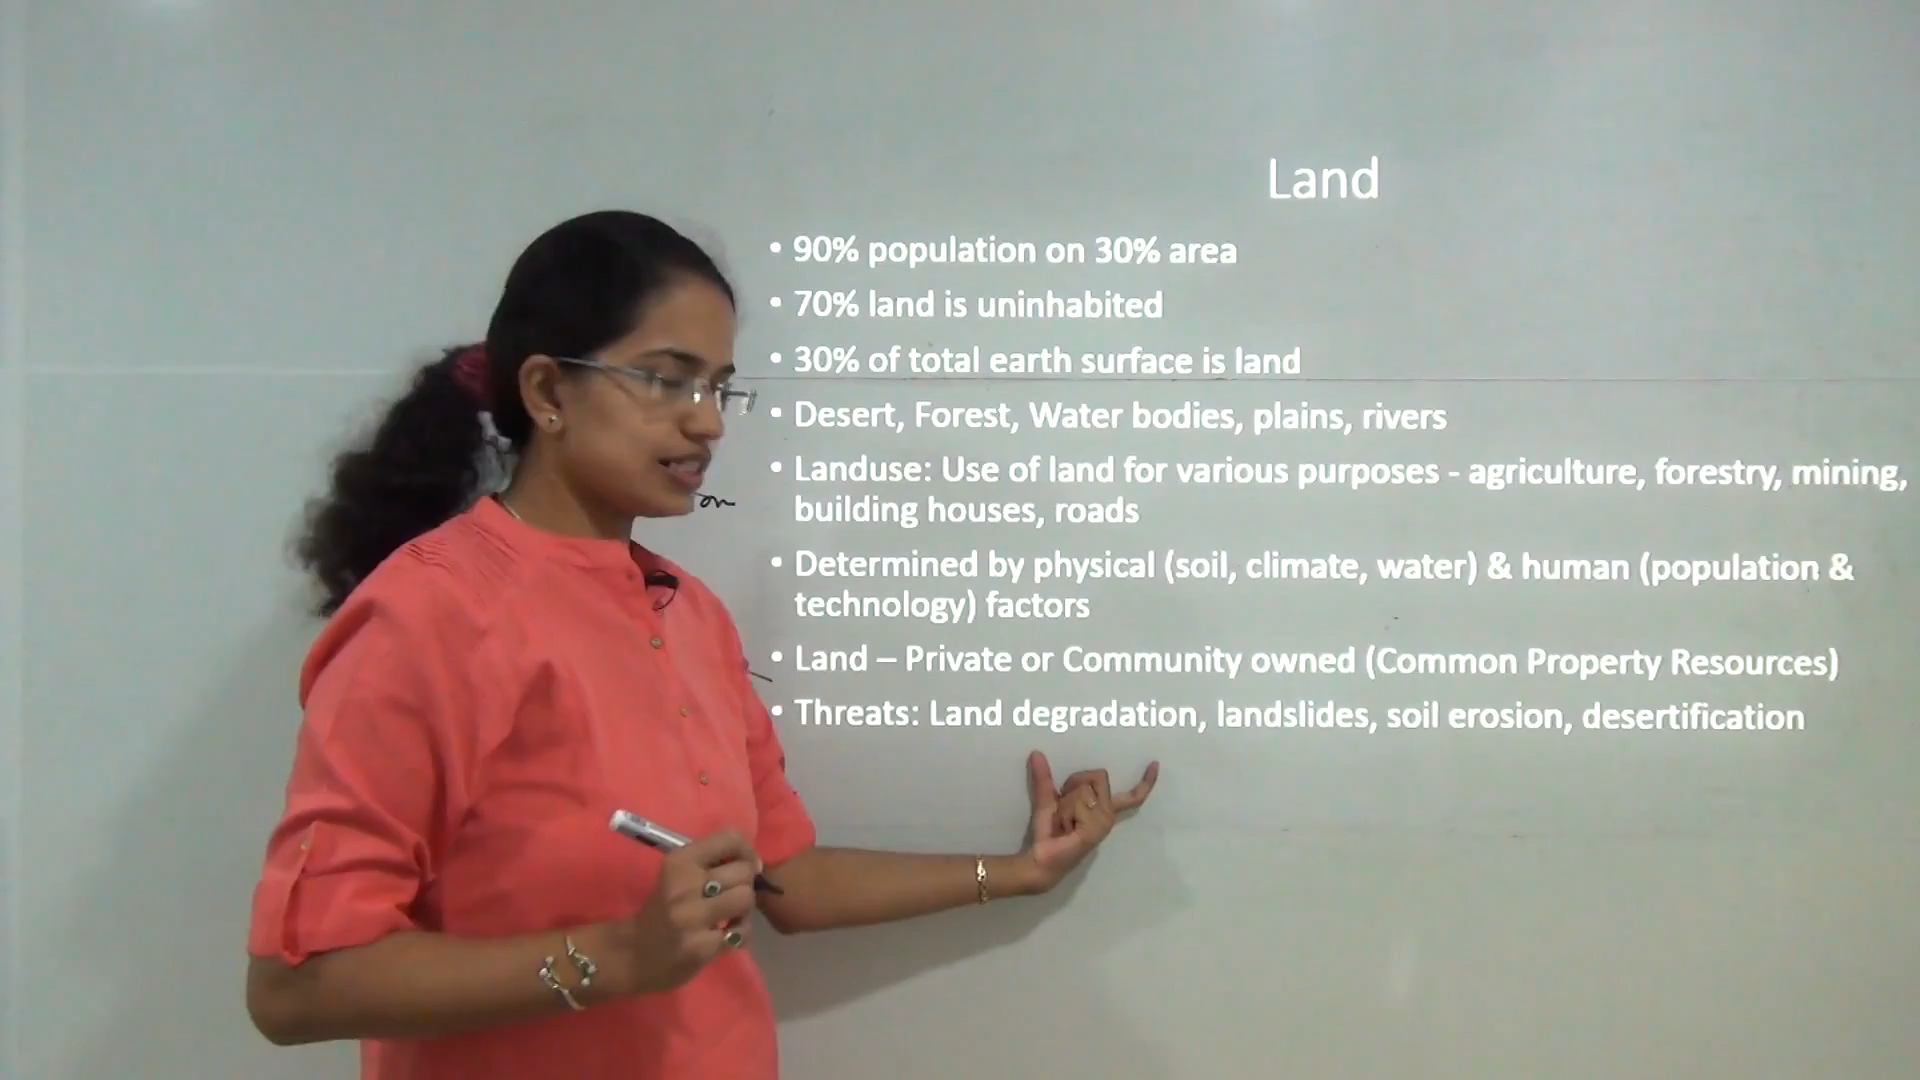 Land
• 90% population on 30% area
• 70% land is uninhabited
• 30% of total earth surface is land
• Desert, Forest, Water bodies, plains, rivers
• Landuse: Use of land for various purposes - agriculture, forestry, mining,
building houses, roads
• Determined by physical (soil, climate, water) & human (population &
technology) factors
• Land – Private or Community owned (Common Property Resources)
• Threats: Land degradation, landslides, soil erosion, desertification